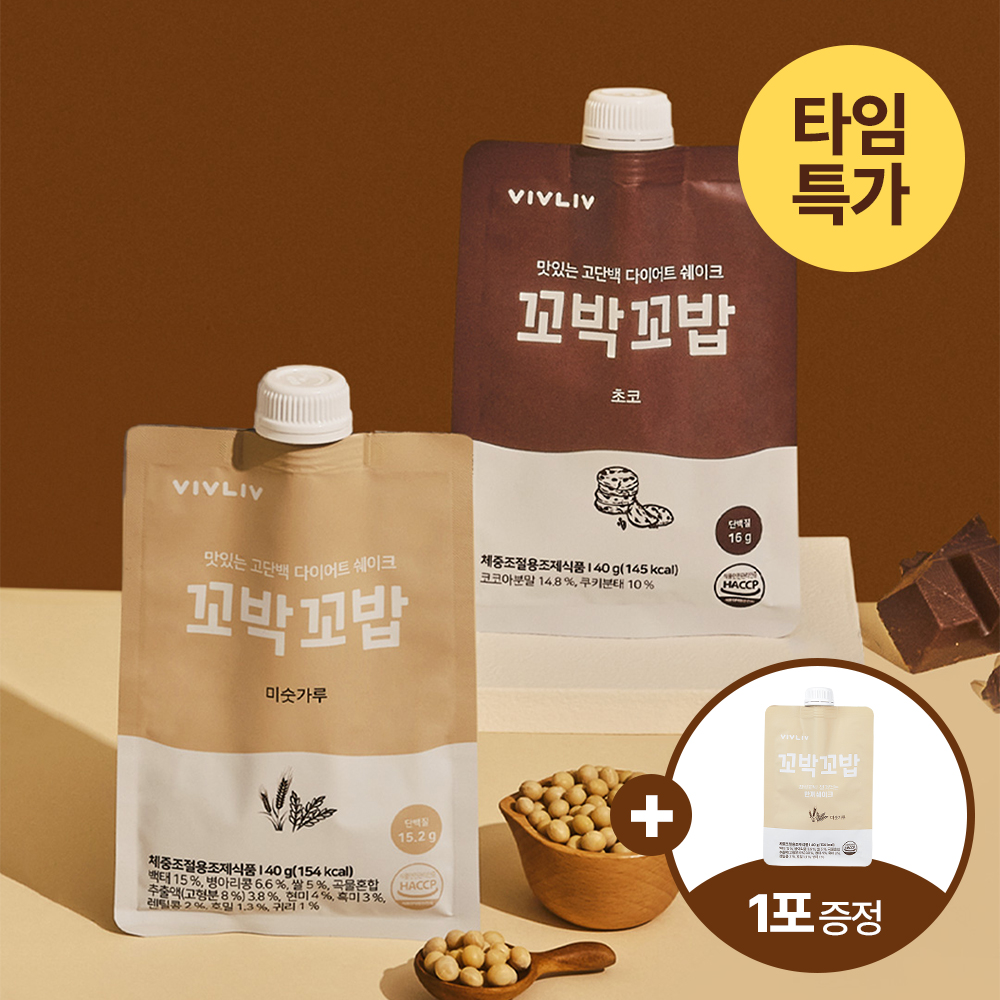 타임
특가
VIVLIV
맛있는 고단백 다이어트 쉐이크
꼬박꼬밥
초코
단백질
16 g
체중조절용조제식품 I 40 g (145 kcal)
코코아분말 14.8 %, 쿠키분태 10 %
HACCP
VIVLIV
맛있는 고단백 다이어트 쉐이크
꼬박꼬밥
미숫가루
단백질
15.2 g
체중조절용조제식품 I 40 g (154 kcal)
백태 15 %, 병아리콩 6.6 %, 쌀 5 %, 곡물혼합
추출액(고형분 8 %) 3.8 %, 현미 4 %, 흑미 3 %,
렌틸콩 2 %, 호밀 1.3 %, 귀리 1 %
HACCP
VIVLIV
꼬박꼬밥
미숫가루
+
1포 증정